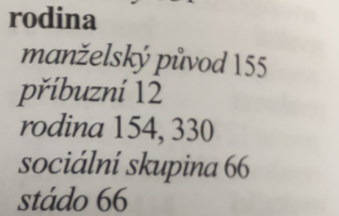 rodina
manželský původ 155
příbuzní 12
rodina 154, 330
sociální skupina 66
stádo 66